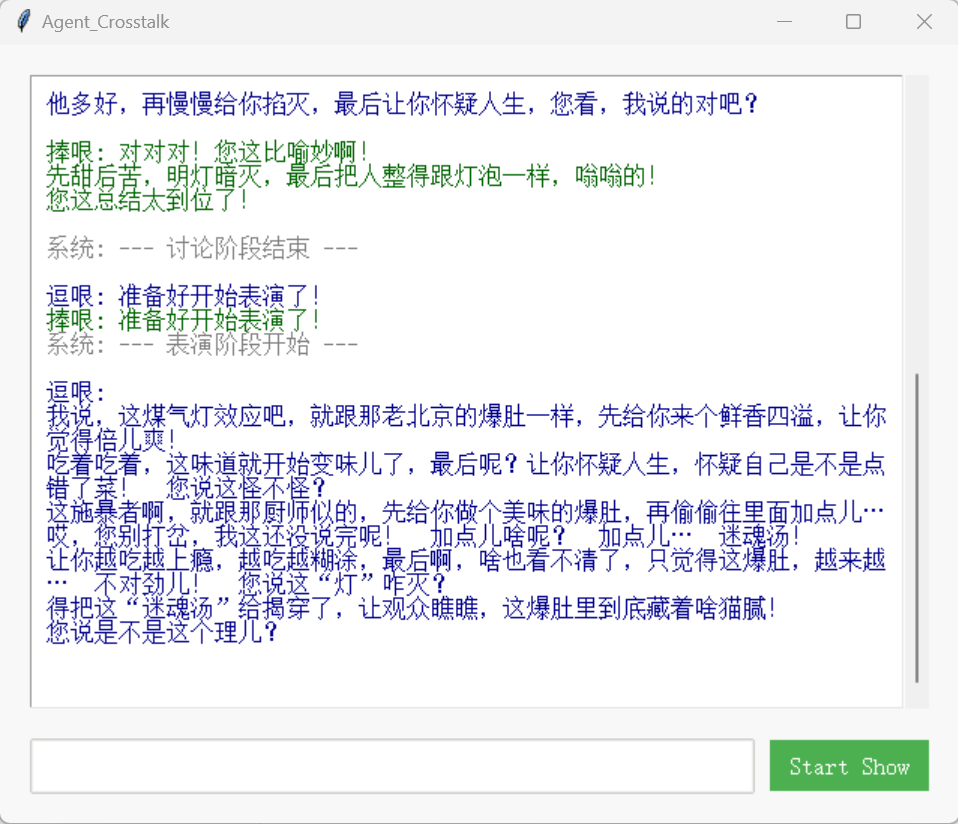 Agent_Crosstalk
他多好，再慢慢给你掐灭，最后让你怀疑人生，您看，我说的对吧？
捧哏: 对对对！您这比喻妙啊！
先甜后苦，明灯暗灭，最后把人整得跟灯泡一样，嗡嗡的！
您这总结太到位了！
系统: --- 讨论阶段结束 ---
逗哏: 准备好开始表演了！
捧哏: 准备好开始表演了！
系统: --- 表演阶段开始 ---
逗哏:
我说，这煤气灯效应吧，就跟那老北京的爆肚一样，先给你来个鲜香四溢，让你
觉得倍儿爽！
吃着吃着，这味道就开始变味儿了，最后呢？让你怀疑人生，怀疑自己是不是点
错了菜！ 您说这怪不怪？
这施暴者啊，就跟那厨师似的，先给你做个美味的爆肚，再偷偷往里面加点儿…
哎，您别打岔，我这还没说完呢！ 加点儿啥呢？ 加点儿… 迷魂汤！
让你越吃越上瘾，越吃越糊涂，最后啊，啥也看不清了，只觉得这爆肚，越来越
… 不对劲儿！ 您说这“灯”咋灭？
得把这“迷魂汤”给揭穿了，让观众瞧瞧，这爆肚里到底藏着啥猫腻！
您说是不是这个理儿？
Start Show